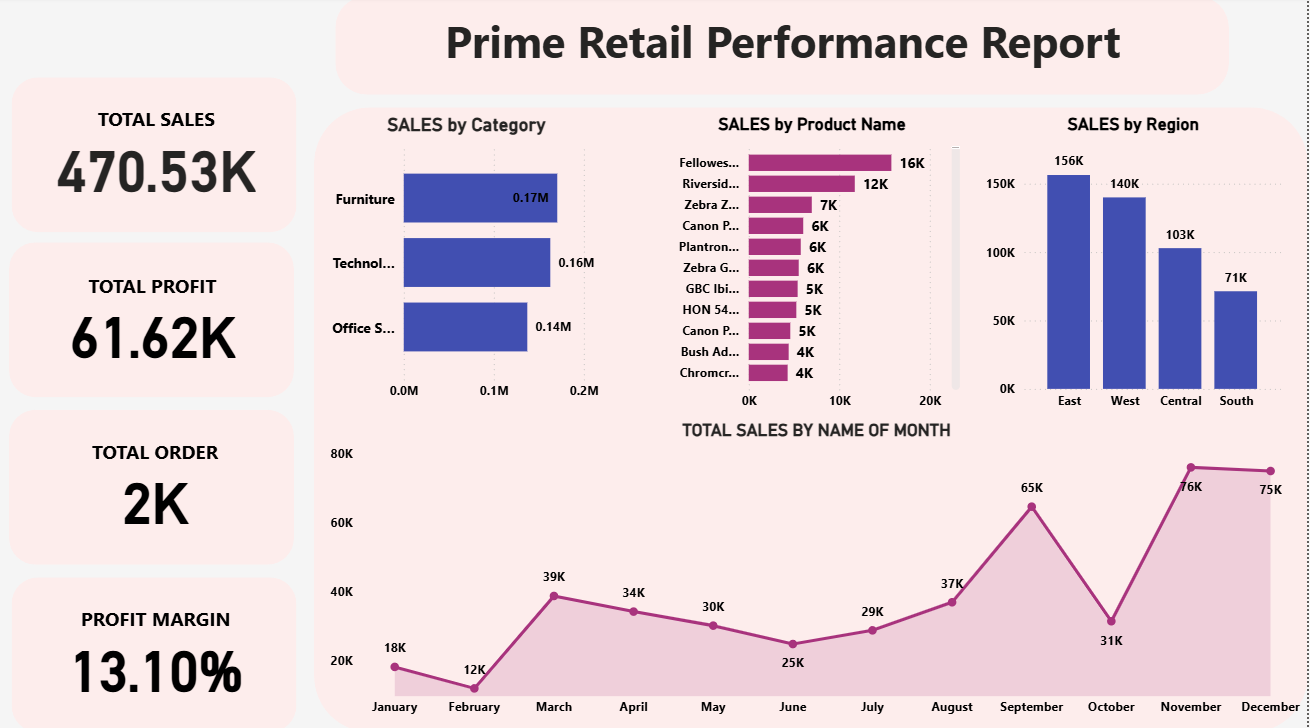 Prime Retail Performance Report
TOTAL SALES
470.53K
TOTAL PROFIT
61.62K
TOTAL ORDER
2K
PROFIT MARGIN
13.10%
SALES by Category
Furniture
0.17M
Technol...
0.16M
Office S...
0.14M
0.0M 0.1M 0.2M
SALES by Product Name
Fellowes... 16K
Riversid... 12K
Zebra Z... 7K
Canon P... 6K
Plantron... 6K
Zebra G... 6K
GBC Ibi... 5K
HON 54... 5K
Canon P... 5K
Bush Ad... 4K
Chromcr... 4K
0K 10K 20K
SALES by Region
156K
140K
103K
71K
150K
100K
50K
0K
East West Central South
TOTAL SALES BY NAME OF MONTH
80K
60K
40K
20K
18K
12K
39K
34K
30K
25K
29K
37K
65K
31K
76K
75K
January February March April May June July August September October November December